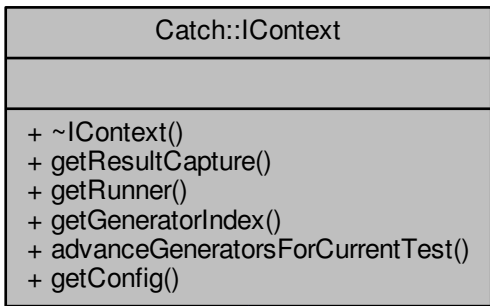 Catch::IContext
+ ~IContext()
+ getResultCapture()
+ getRunner()
+ getGeneratorIndex()
+ advanceGeneratorsForCurrentTest()
+ getConfig()